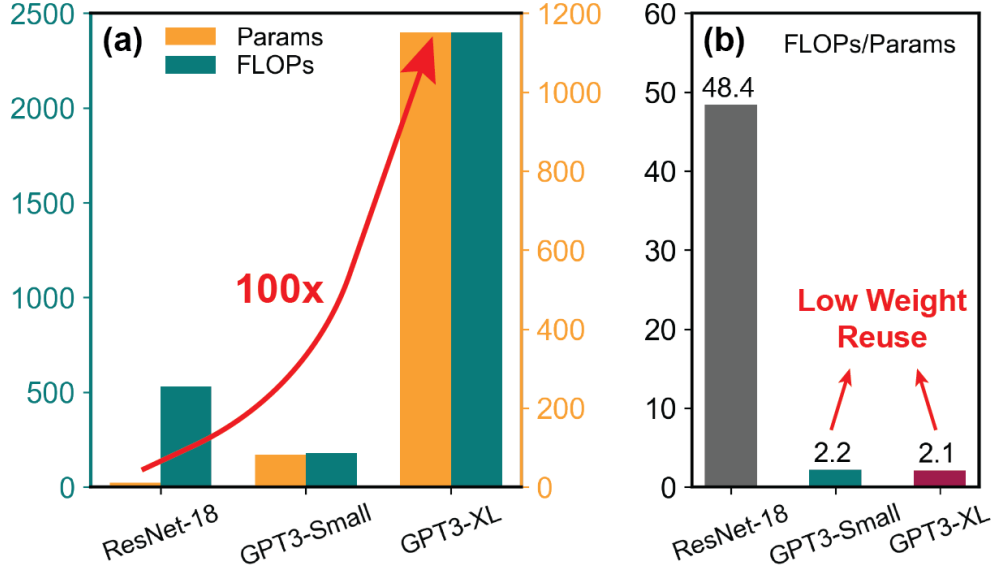 (a)
Params
FLOPs
2500
2000
1500
1000
500
0
1200
1000
800
600
400
200
0
100x
ResNet-18
GPT3-Small
GPT3-XL
(b)
FLOPs/Params
60
50
40
30
20
10
0
48.4
Low Weight
Reuse
2.2
2.1
ResNet-18
GPT3-Small
GPT3-XL